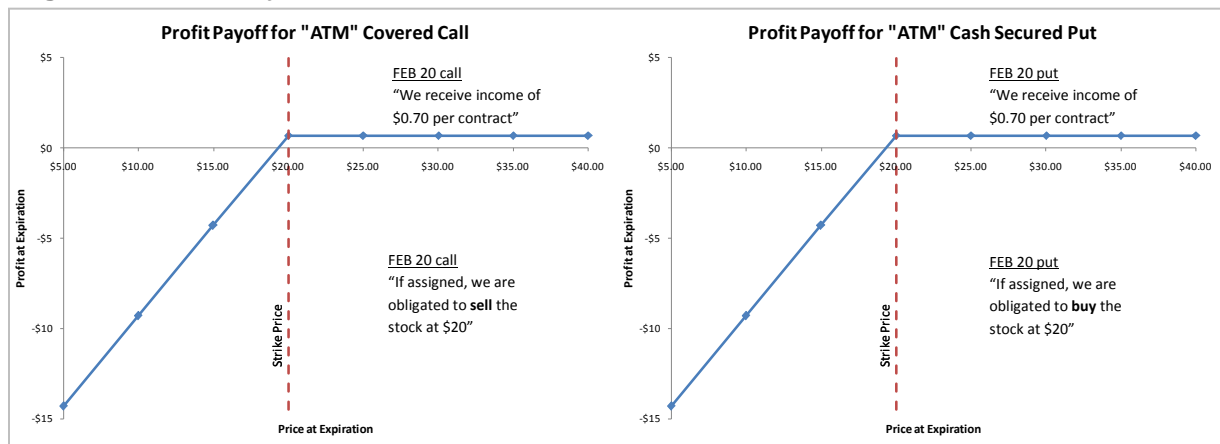 Profit Payoff for "ATM" Covered Call
$5
$0
-$5
-$10
-$15
Profit at Expiration
$5.00 $10.00 $15.00 $20.00 $25.00 $30.00 $35.00 $40.00
Price at Expiration
Strike Price
FEB 20 call
“We receive income of
$0.70 per contract”
FEB 20 call
“If assigned, we are
obligated to sell the
stock at $20”
Profit Payoff for "ATM" Cash Secured Put
$5
$0
-$5
-$10
-$15
Profit at Expiration
$5.00 $10.00 $15.00 $20.00 $25.00 $30.00 $35.00 $40.00
Price at Expiration
Strike Price
FEB 20 put
“We receive income of
$0.70 per contract”
FEB 20 put
“If assigned, we are
obligated to buy the
stock at $20”